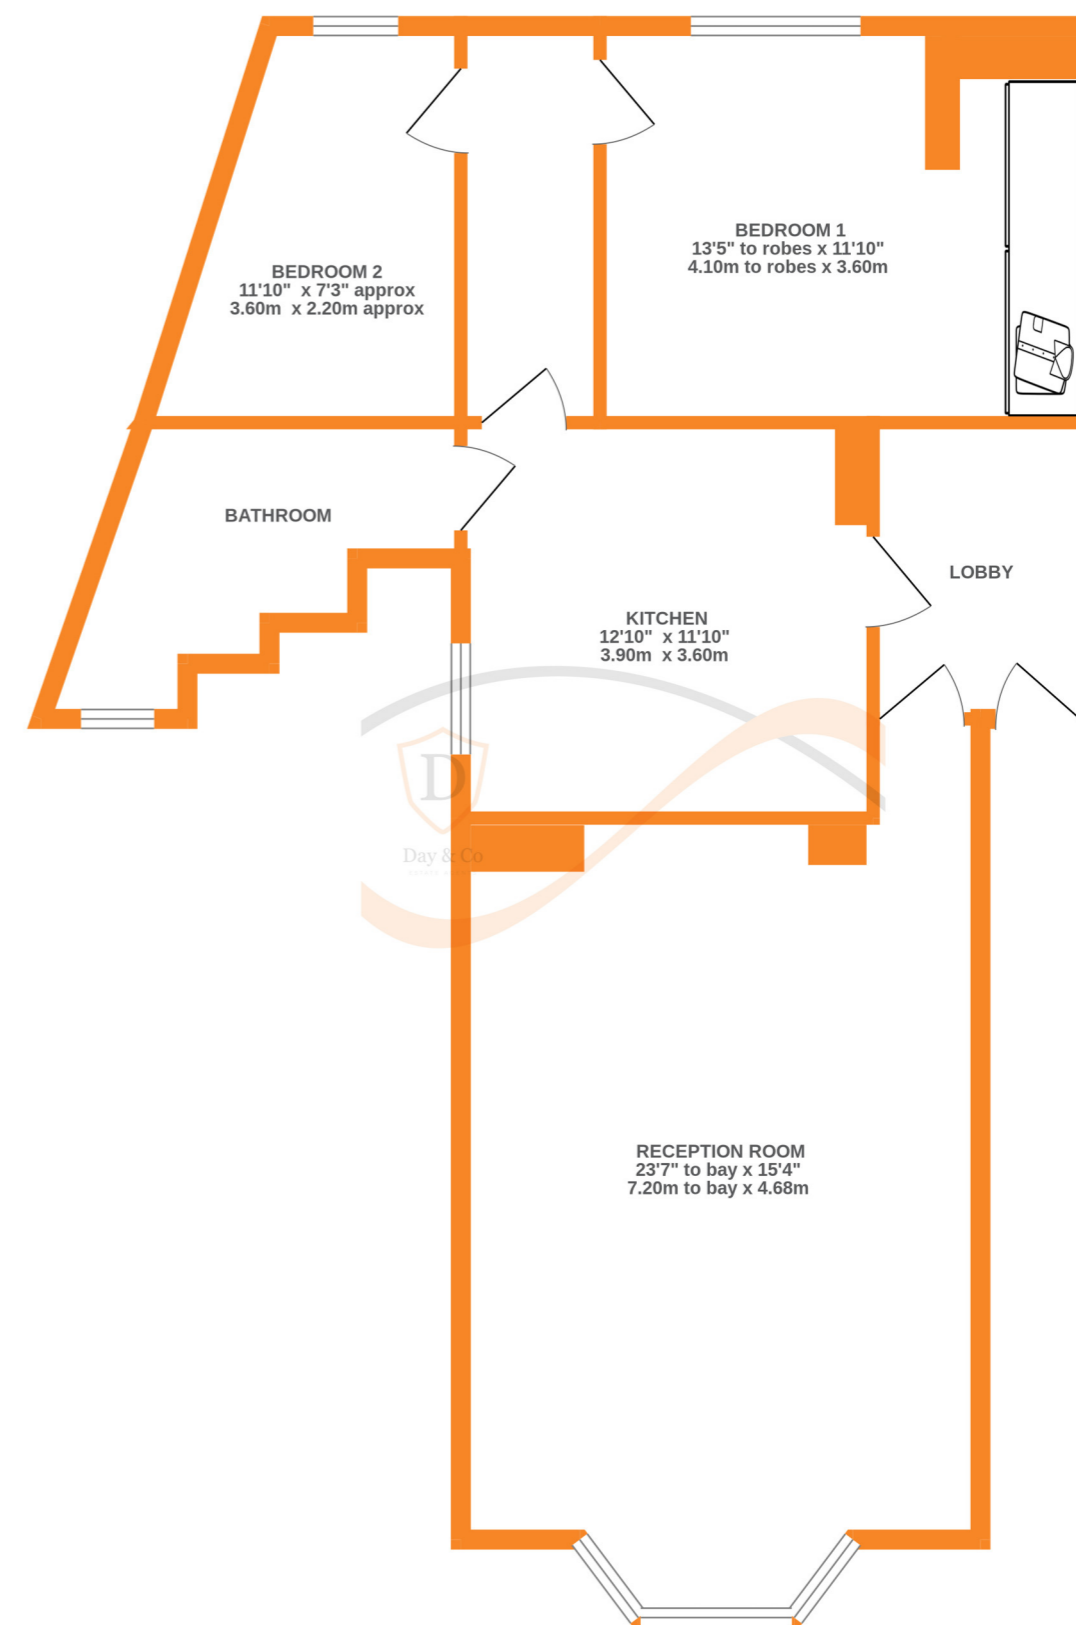 BEDROOM 1
13'5" to robes x 11'10"
4.10m to robes x 3.60m
BEDROOM 2
11'10" x 7'3" approx
3.60m x 2.20m approx
BATHROOM
LOBBY
KITCHEN
12'10" x 11'10"
3.90m x 3.60m
D
Day & Co
RECEPTION ROOM
23'7" to bay x 15'4"
7.20m to bay x 4.68m